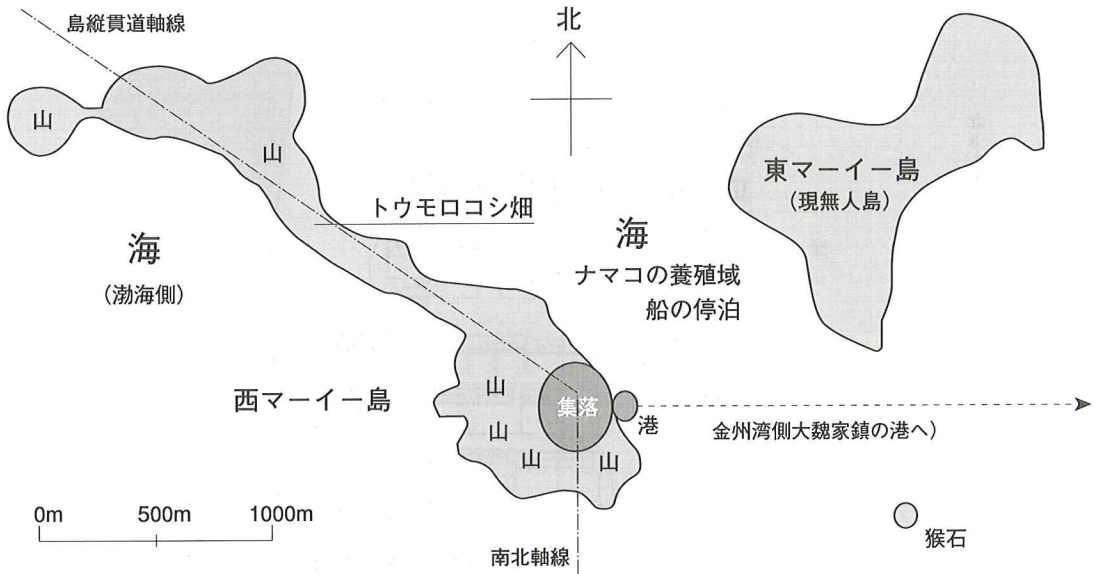 島縦貫道軸線
北
山
山
東マーイー島
(現無人島)
トウモロコシ畑
海
(渤海側)
海
ナマコの養殖域
船の停泊
西マーイー島
山
集落
港
金州湾側大魏家鎮の港へ)
山
山
山
0m 500m 1000m
猴石
南北軸線